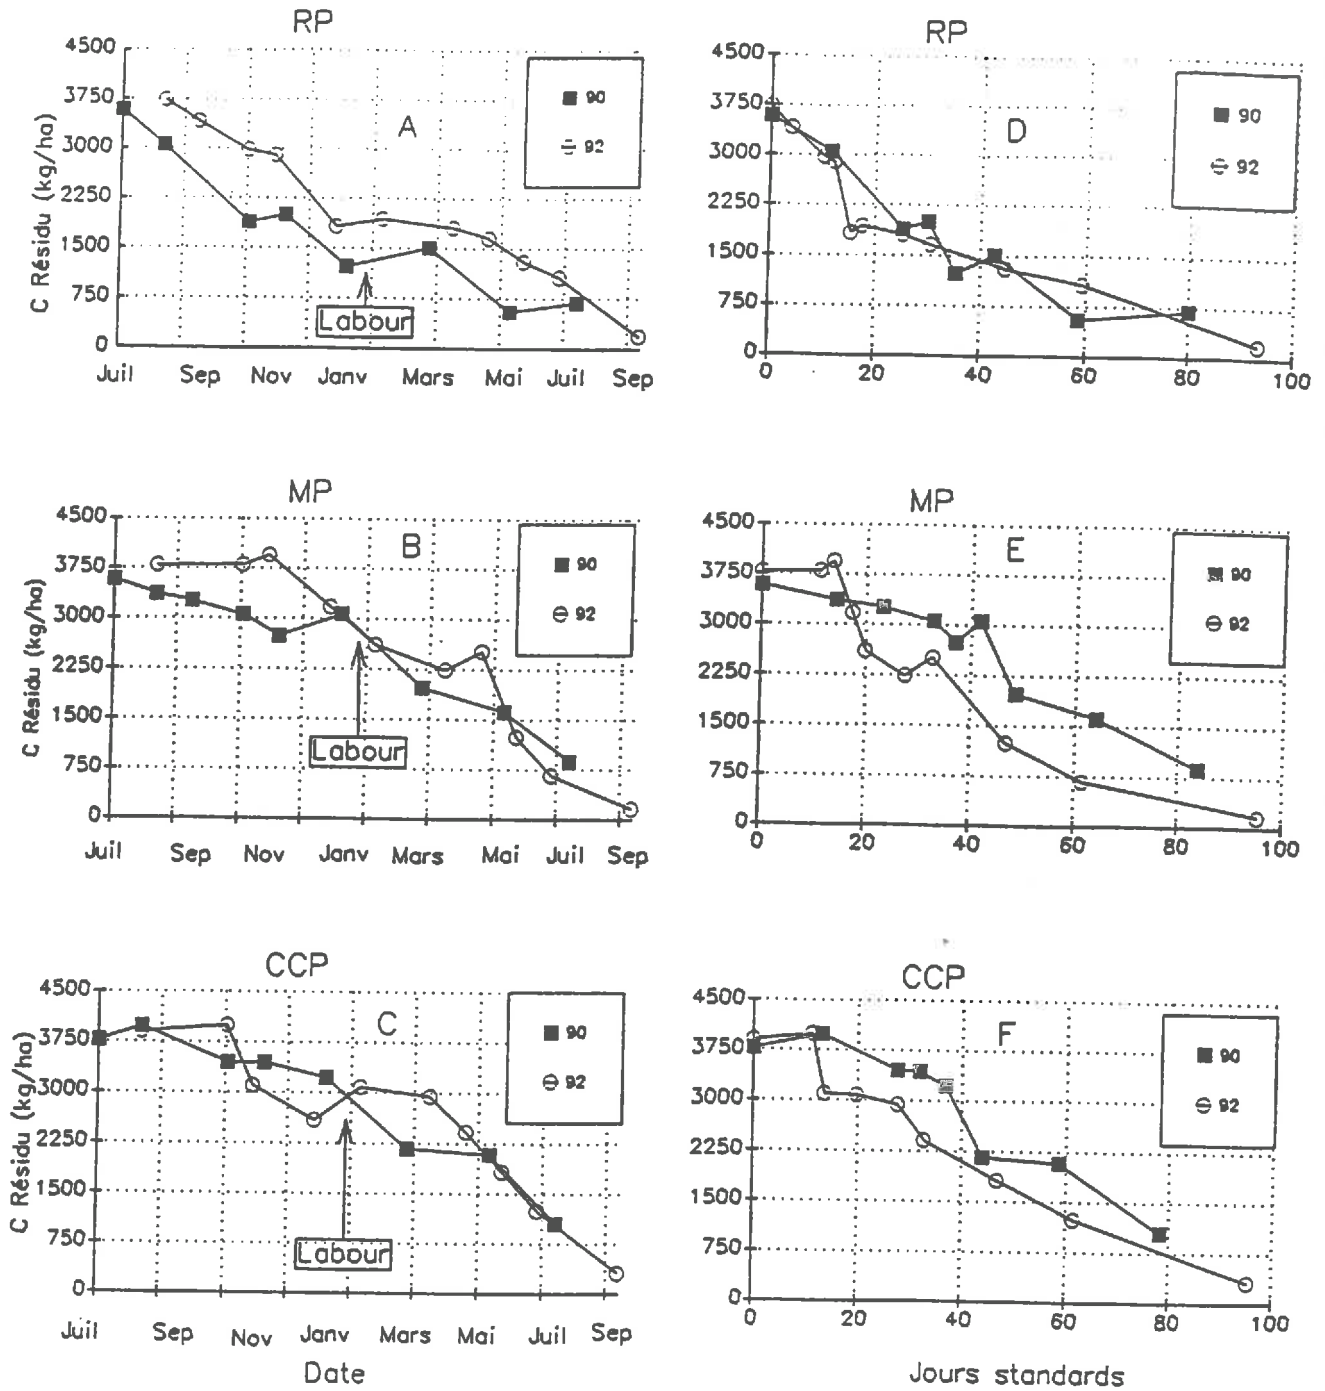 RP
4500
3750
3000
2250
1500
750
0
C Résidu (kg/ha)
A
90
92
Labour
Juil Sep Nov Janv Mars Mai Juil Sep
RP
4500
3750
3000
2250
1500
750
0
D
90
92
0 20 40 60 80 100
MP
4500
3750
3000
2250
1500
750
0
C Résidu (kg/ha)
B
90
92
Labour
Juil Sep Nov Janv Mars Mai Juil Sep
MP
4500
3750
3000
2250
1500
750
0
E
90
92
0 20 40 60 80 100
CCP
4500
3750
3000
2250
1500
750
0
C Résidu (kg/ha)
C
90
92
Labour
Juil Sep Nov Janv Mars Mai Juil Sep
Date
CCP
4500
3750
3000
2250
1500
750
0
F
90
92
0 20 40 60 80 100
Jours standards